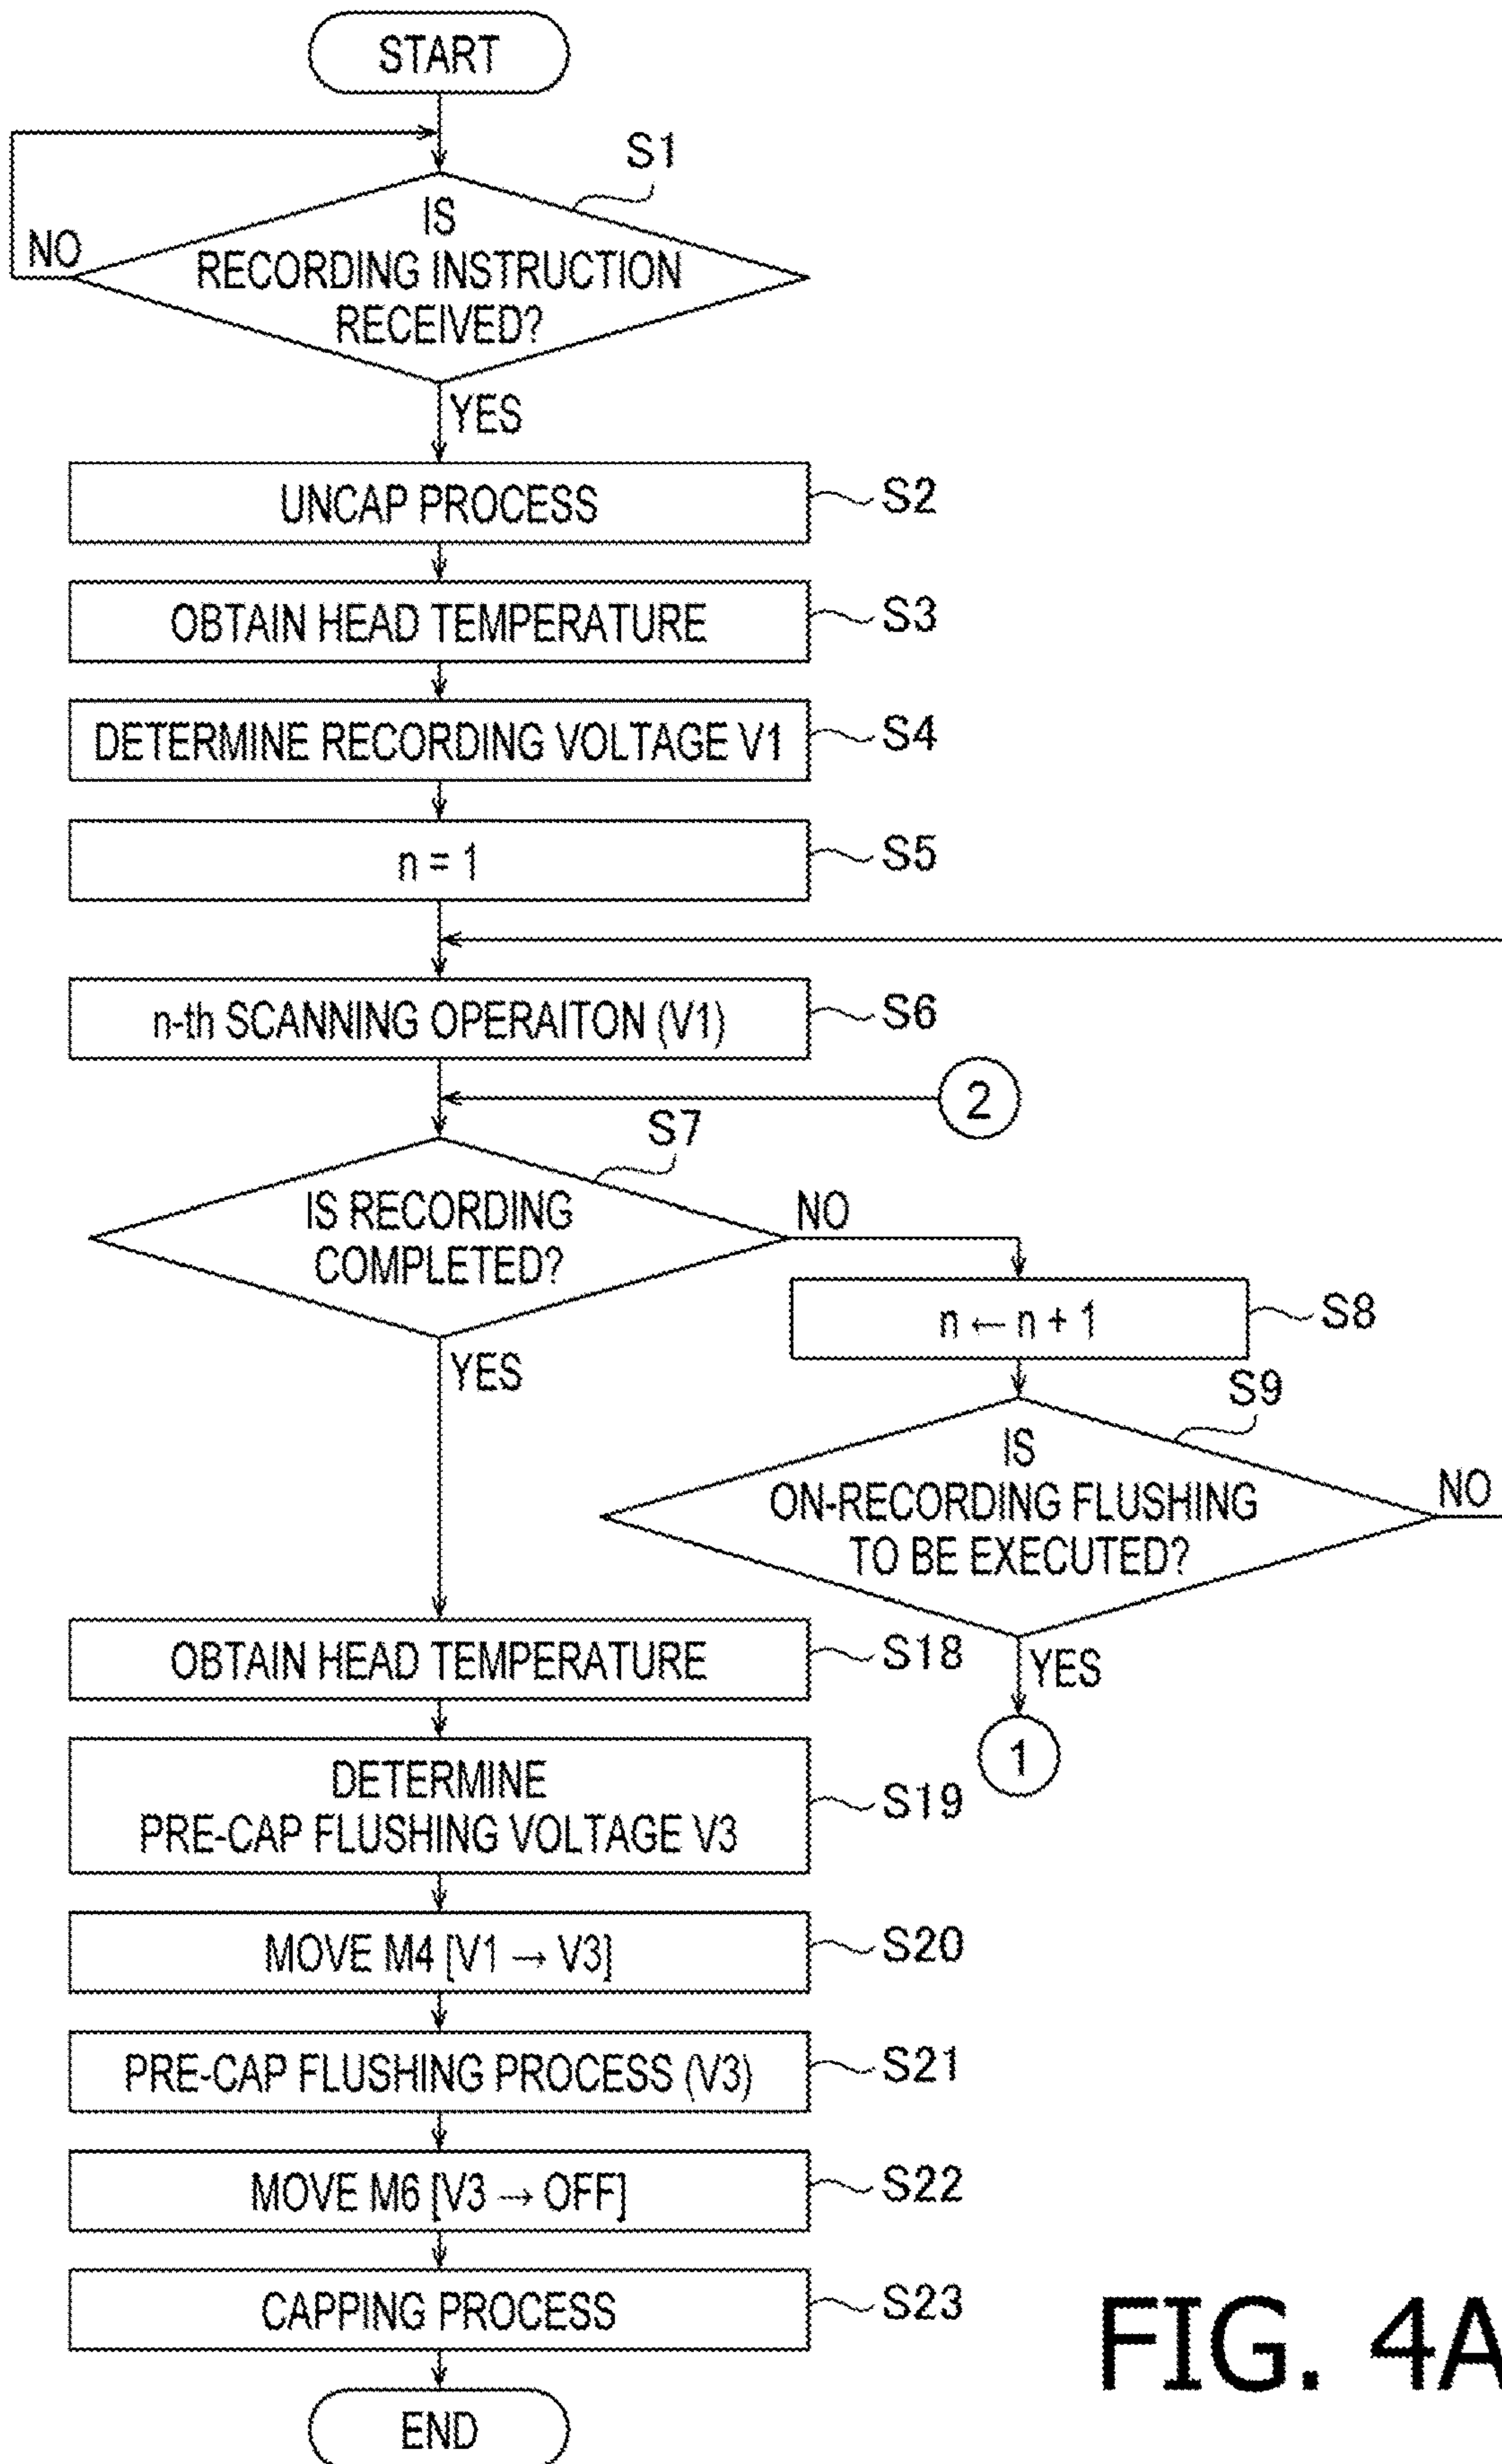 START
S1
IS
RECORDING INSTRUCTION
RECEIVED?
NO
YES
UNCAP PROCESS
S2
OBTAIN HEAD TEMPERATURE
S3
DETERMINE RECORDING VOLTAGE V1
S4
n = 1
S5
n-th SCANNING OPERAITON (V1)
S6
2
S7
IS RECORDING
COMPLETED?
NO
YES
n ← n + 1
S8
S9
IS
ON-RECORDING FLUSHING
TO BE EXECUTED?
NO
YES
1
OBTAIN HEAD TEMPERATURE
S18
DETERMINE
PRE-CAP FLUSHING VOLTAGE V3
S19
MOVE M4 [V1 → V3]
S20
PRE-CAP FLUSHING PROCESS (V3)
S21
MOVE M6 [V3 → OFF]
S22
CAPPING PROCESS
S23
END
FIG. 4A